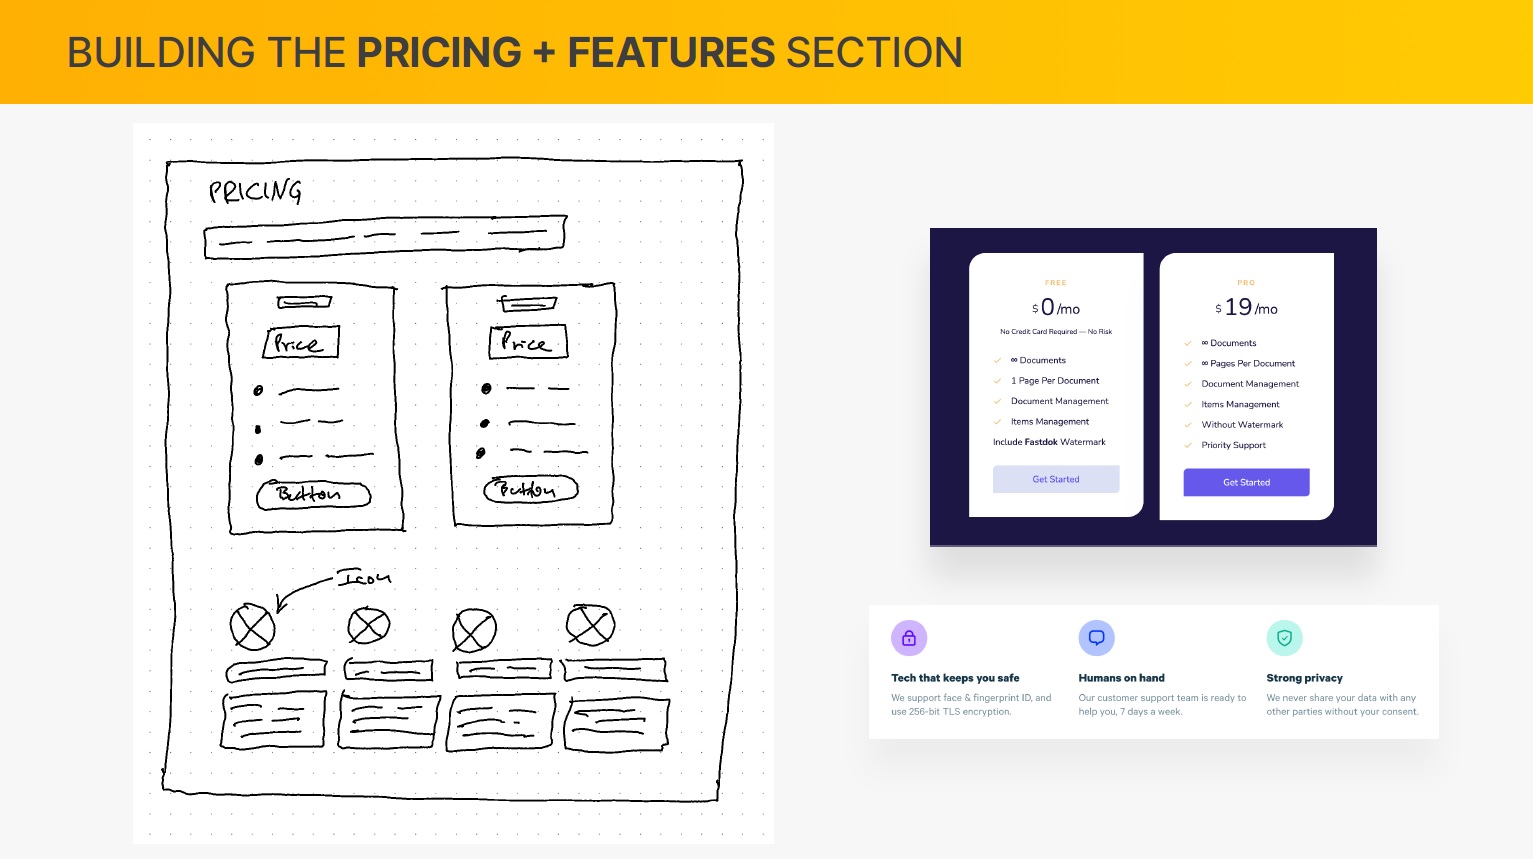 BUILDING THE PRICING + FEATURES SECTION
PRICING
Price
Button
Price
Button
Icon
FREE
$0/mo
No Credit Card Required — No Risk
∞ Documents
1 Page Per Document
Document Management
Items Management
Include Fastdok Watermark
Get Started
PRO
$19/mo
∞ Documents
∞ Pages Per Document
Document Management
Items Management
Without Watermark
Priority Support
Get Started
Tech that keeps you safe
We support face & fingerprint ID, and
use 256-bit TLS encryption.
Humans on hand
Our customer support team is ready to
help you, 7 days a week.
Strong privacy
We never share your data with any
other parties without your consent.